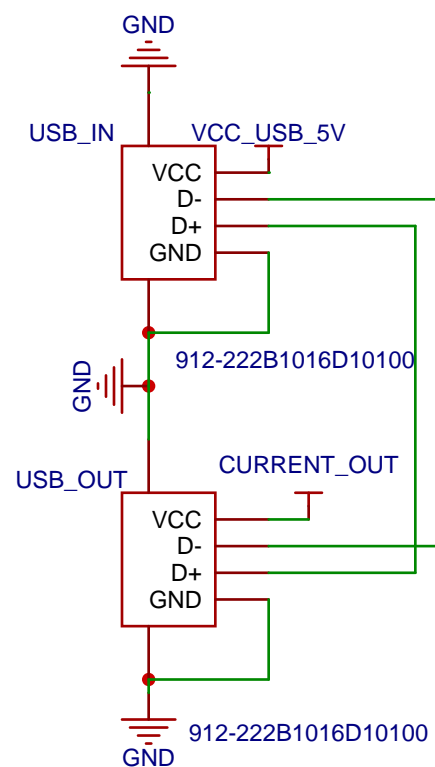 GND
USB_IN
VCC_USB_5V
VCC
D-
D+
GND
912-222B1016D10100
GND
USB_OUT
CURRENT_OUT
VCC
D-
D+
GND
912-222B1016D10100
GND